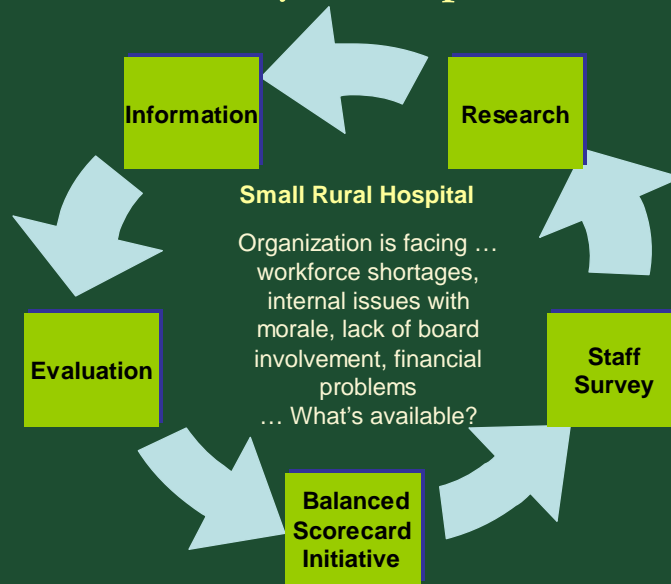 Information
Research
Small Rural Hospital
Organization is facing …
workforce shortages,
internal issues with
morale, lack of board
involvement, financial
problems
… What's available?
Evaluation
Staff
Survey
Balanced
Scorecard
Initiative